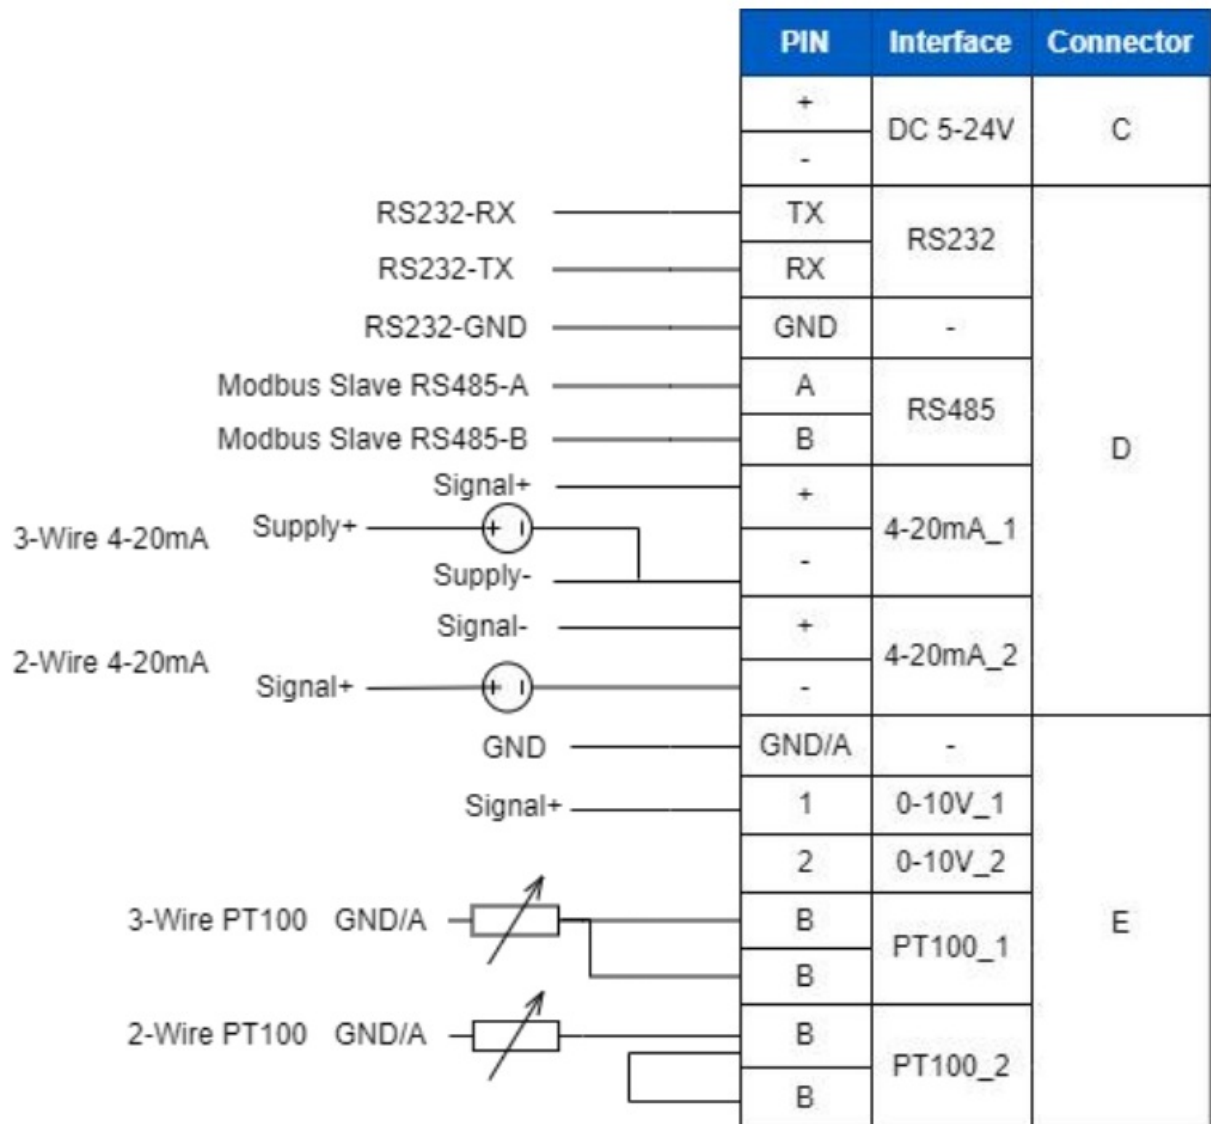 PIN Interface Connector
+ DC 5-24V C
-
RS232-RX TX RS232 D
RS232-TX RX
RS232-GND GND -
Modbus Slave RS485-A A RS485
Modbus Slave RS485-B B
3-Wire 4-20mA Signal+ + 4-20mA_1
Supply+ + -
Supply- -
2-Wire 4-20mA Signal- + 4-20mA_2
Signal+ + - -
GND GND/A - E
Signal+ 1 0-10V_1
2 0-10V_2
3-Wire PT100 GND/A B PT100_1
B
2-Wire PT100 GND/A B PT100_2
B